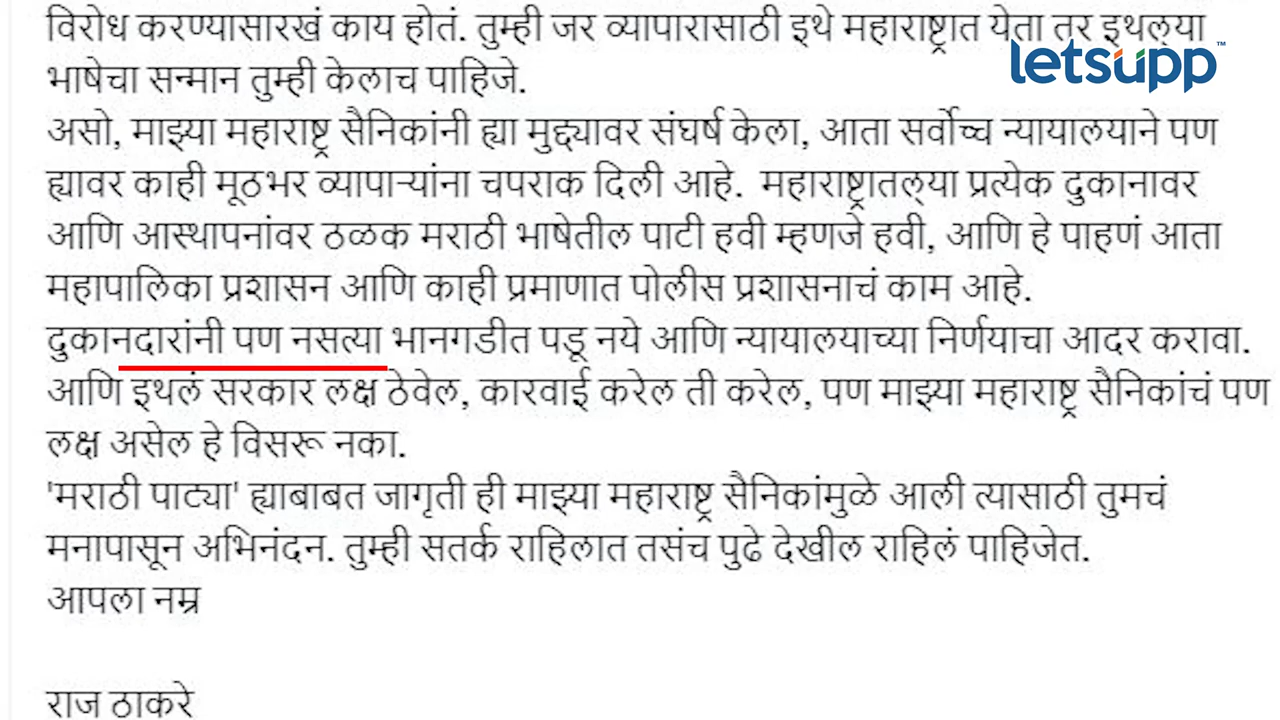 विरोध करण्यासारखं काय होतं. तुम्ही जर व्यापारासाठी इथे महाराष्ट्रात येता तर इथल्या
letsupp™
भाषेचा सन्मान तुम्ही केलाच पाहिजे.
असो, माझ्या महाराष्ट्र सैनिकांनी ह्या मुद्द्यावर संघर्ष केला, आता सर्वोच्च न्यायालयाने पण
ह्यावर काही मूठभर व्यापाऱ्यांना चपराक दिली आहे. महाराष्ट्रातल्या प्रत्येक दुकानावर
आणि आस्थापनांवर ठळक मराठी भाषेतील पाटी हवी म्हणजे हवी, आणि हे पाहणं आता
महापालिका प्रशासन आणि काही प्रमाणात पोलीस प्रशासनाचं काम आहे.
दुकानदारांनी पण नसत्या भानगडीत पडू नये आणि न्यायालयाच्या निर्णयाचा आदर करावा.
आणि इथलं सरकार लक्ष ठेवेल, कारवाई करेल ती करेल, पण माझ्या महाराष्ट्र सैनिकांचं पण
लक्ष असेल हे विसरू नका.
'मराठी पाट्या' ह्याबाबत जागृती ही माझ्या महाराष्ट्र सैनिकांमुळे आली त्यासाठी तुमचं
मनापासून अभिनंदन. तुम्ही सतर्क राहिलात तसंच पुढे देखील राहिलं पाहिजेत.
आपला नम्र
राज ठाकरे